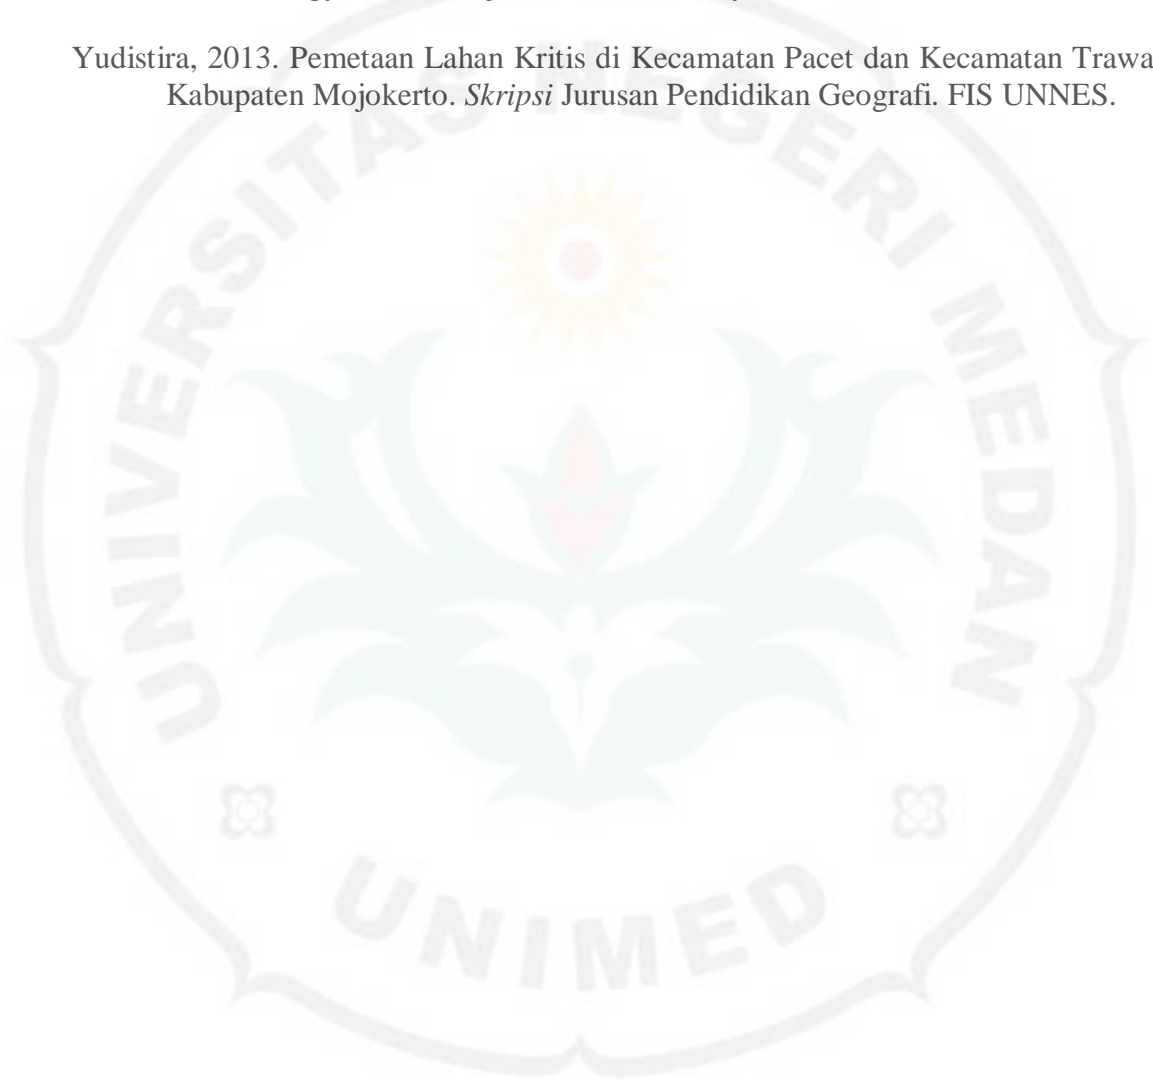 Yudistira, 2013. Pemetaan Lahan Kritis di Kecamatan Pacet dan Kecamatan Trawa
Kabupaten Mojokerto. Skripsi Jurusan Pendidikan Geografi. FIS UNNES.
UNIVERSITAS NEGERI MEDAN
UNIMED